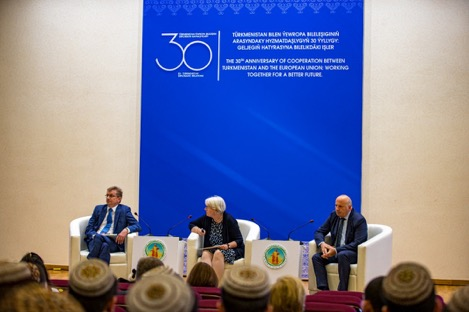 TÜRKMENISTAN BILEN ÝEWROPA BILELEŞIGINIŇ
ARASYNDAKY HYZMATDAŞLYGYŇ 30 ÝYLLYGY:
GELJEGIŇ HATYRASYNA BILELIKDÄKI IŞLER
30
THE 30ᵀᴴ ANNIVERSARY OF COOPERATION BETWEEN
TURKMENISTAN AND THE EUROPEAN UNION: WORKING
TOGETHER FOR A BETTER FUTURE.